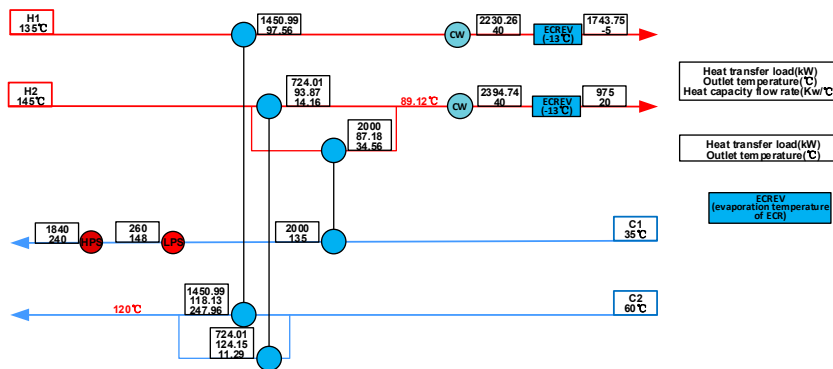 H1
135℃
1450.99
97.56
CW
2230.26
40
ECREV
(-13℃)
1743.75
-5
H2
145℃
724.01
93.87
14.16
89.12℃
CW
2394.74
40
ECREV
(-13℃)
975
20
Heat transfer load(kW)
Outlet temperature(℃)
Heat capacity flow rate(Kw/℃
2000
87.18
34.56
Heat transfer load(kW)
Outlet temperature(℃)
ECREV
(evaporation temperature
of ECR)
1840
240
HPS
260
148
LPS
2000
135
C1
35℃
1450.99
118.13
247.96
120℃
C2
60℃
724.01
124.15
11.29